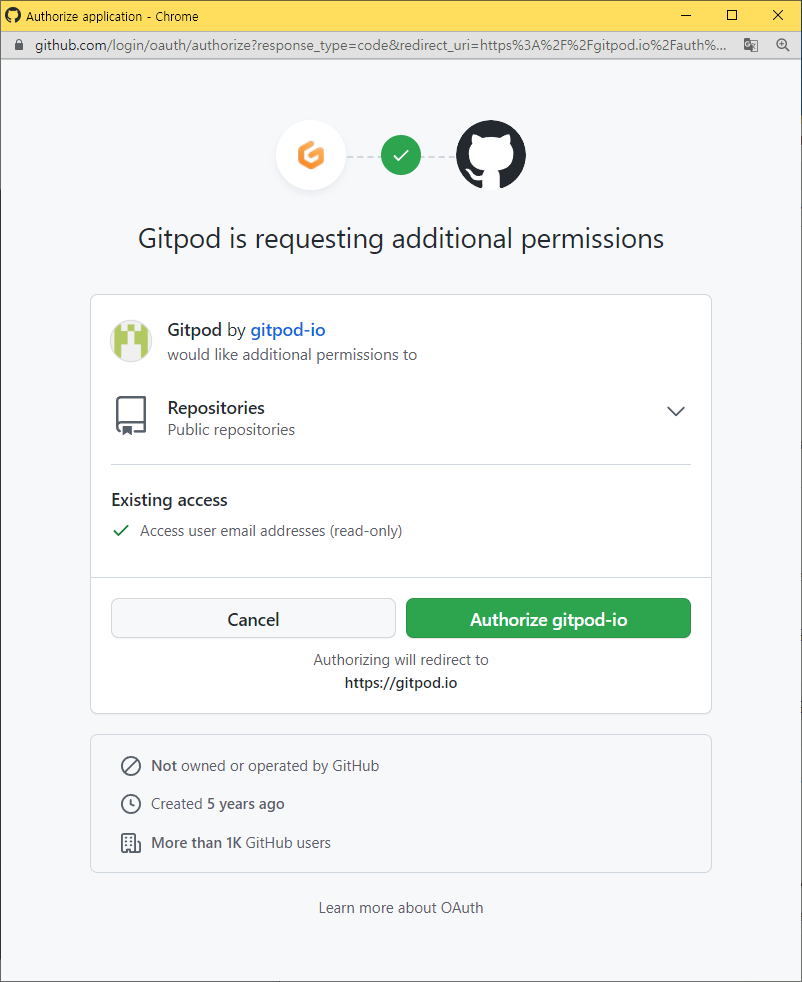 Authorize application - Chrome
github.com/login/oauth/authorize?response_type=code&redirect_uri=https%3A%2F%2Fgitpod.io%2Fauth%...
Gitpod is requesting additional permissions
Gitpod by gitpod-io
would like additional permissions to
Repositories
Public repositories
Existing access
Access user email addresses (read-only)
Cancel
Authorize gitpod-io
Authorizing will redirect to
https://gitpod.io
Not owned or operated by GitHub
Created 5 years ago
More than 1K GitHub users
Learn more about OAuth